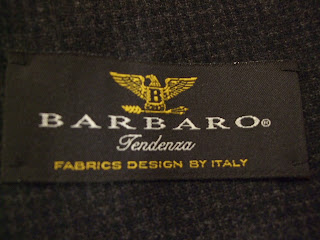 B
BARBARO®
Tendenza
FABRICS DESIGN BY ITALY